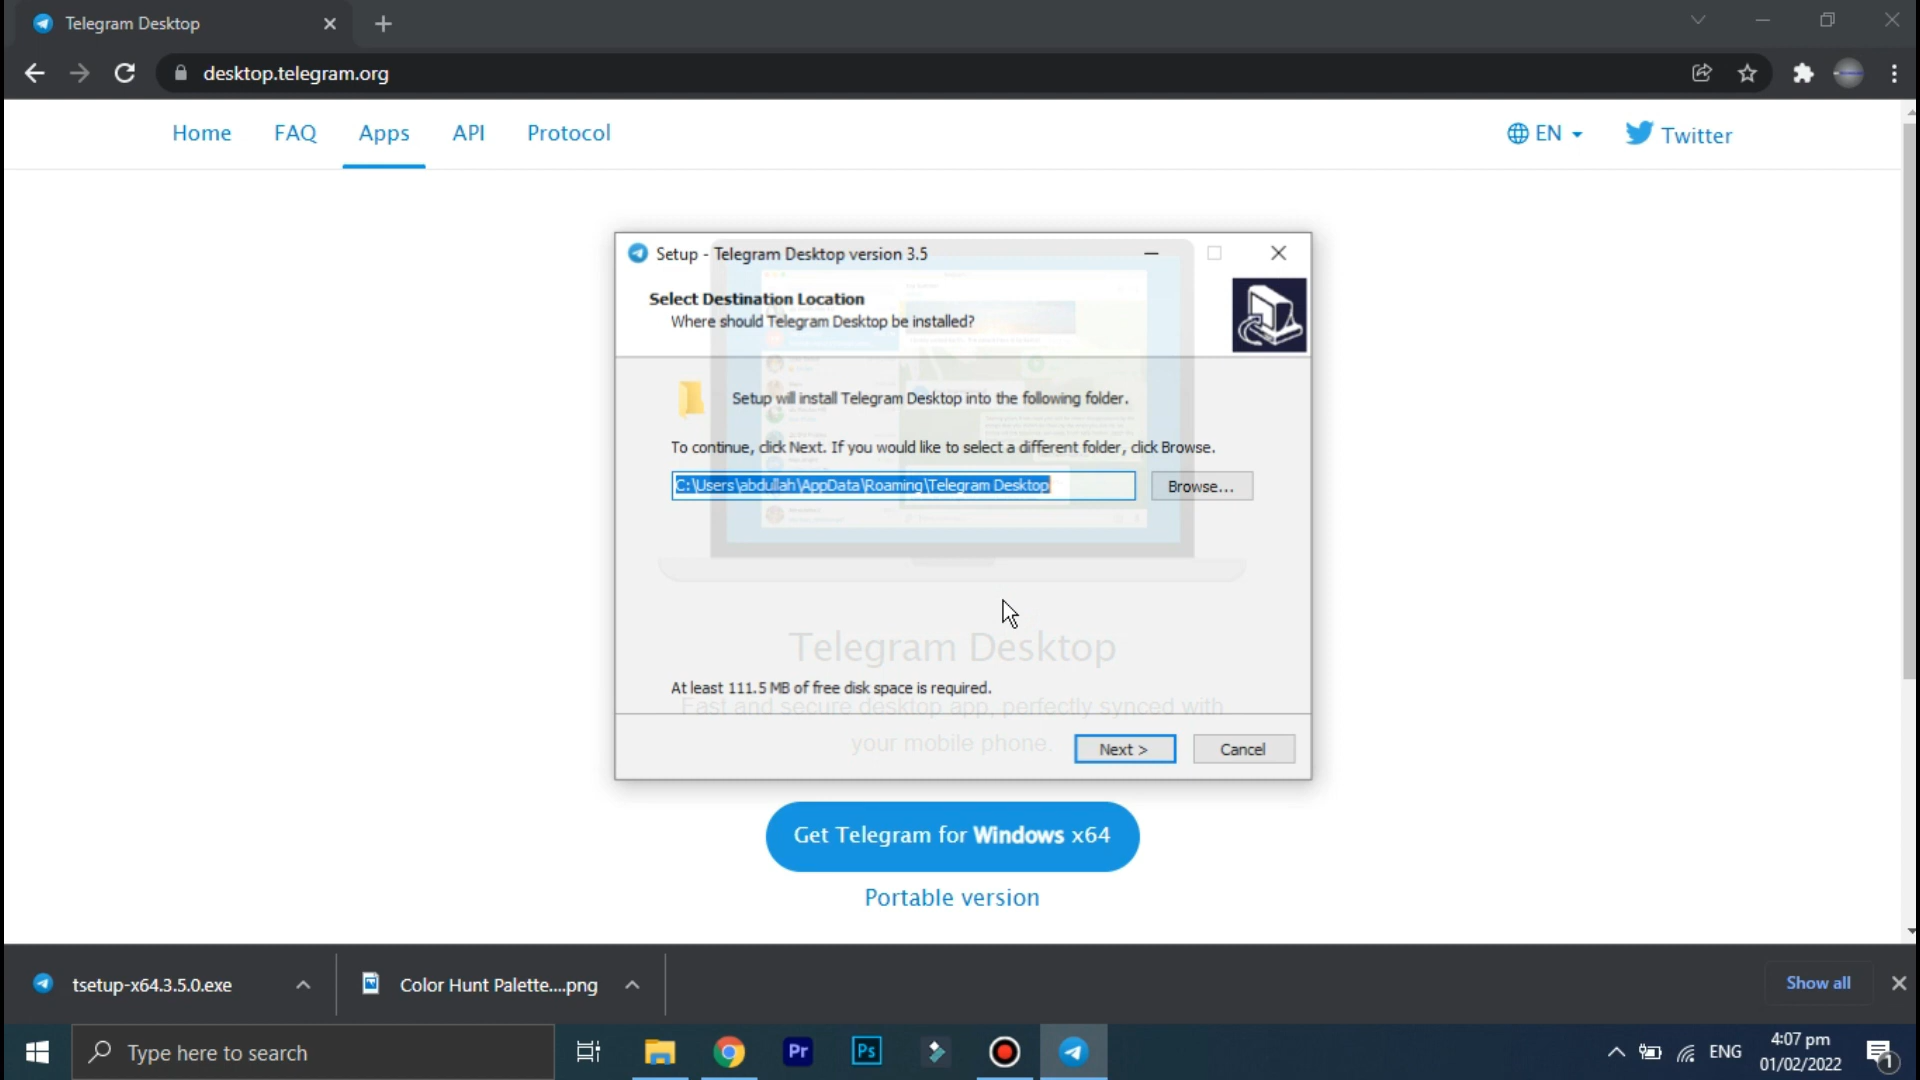 Telegram Desktop
desktop.telegram.org
Home FAQ Apps API Protocol EN Twitter
Setup - Telegram Desktop version 3.5
Select Destination Location
Where should Telegram Desktop be installed?
Setup will install Telegram Desktop into the following folder.
To continue, click Next. If you would like to select a different folder, click Browse.
C:\Users\abdullah\AppData\Roaming\Telegram Desktop
Browse...
Telegram Desktop
At least 111.5 MB of free disk space is required.
Fast and secure desktop app, perfectly synced with
your mobile phone.
Next > Cancel
Get Telegram for Windows x64
Portable version
tsetup-x64.3.5.0.exe Color Hunt Palette....png Show all
Type here to search Pr Ps ENG
4:07 pm
01/02/2022
1